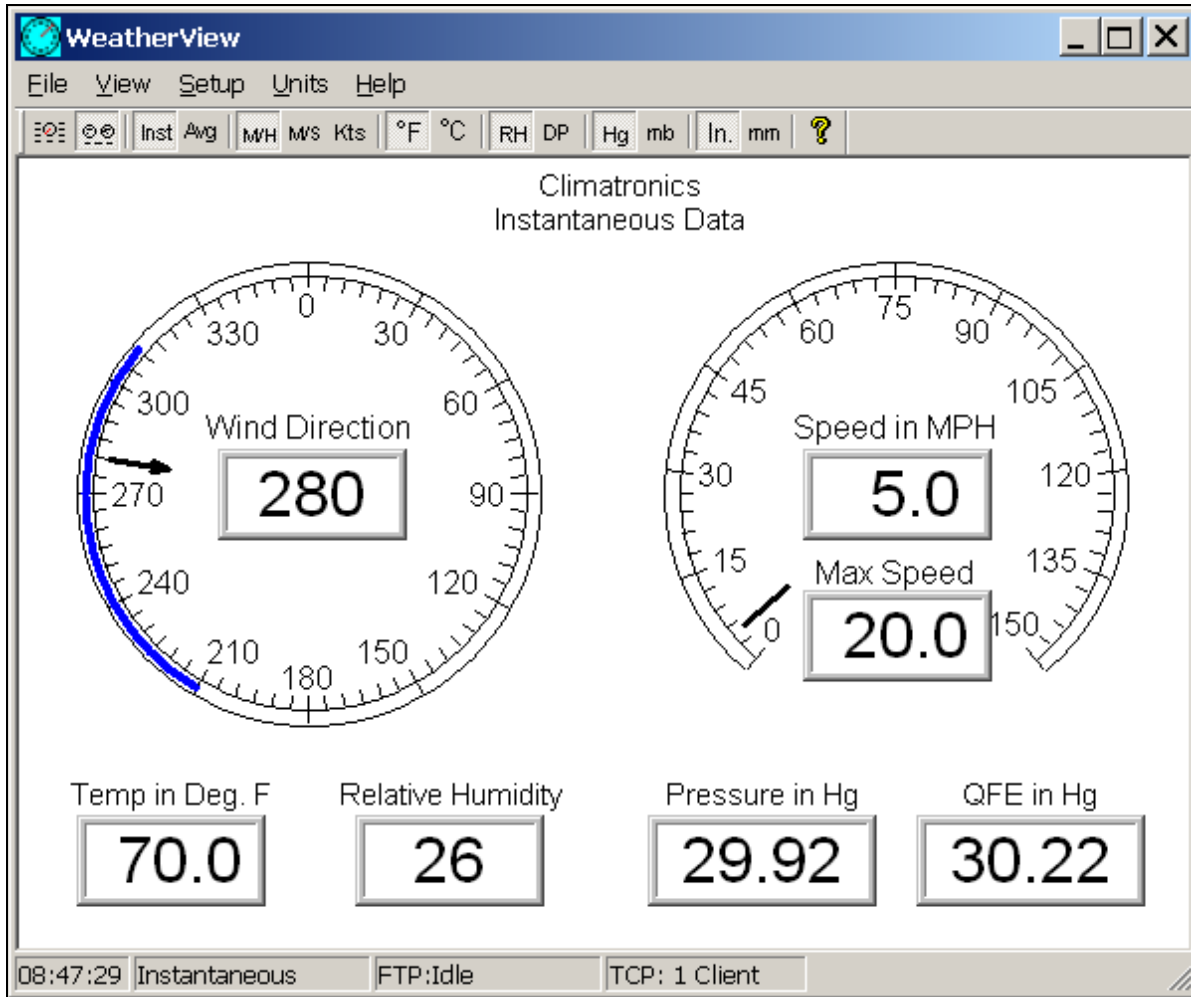 WeatherView
File View Setup Units Help
Inst Avg M/H M/S Kts °F °C RH DP Hg mb In. mm ?
Climatronics
Instantaneous Data
0
30
60
90
120
150
180
210
240
270
300
330
Wind Direction
280
0
15
30
45
60
75
90
105
120
135
150
Speed in MPH
5.0
Max Speed
20.0
Temp in Deg. F
70.0
Relative Humidity
26
Pressure in Hg
29.92
QFE in Hg
30.22
08:47:29 Instantaneous FTP:Idle TCP: 1 Client